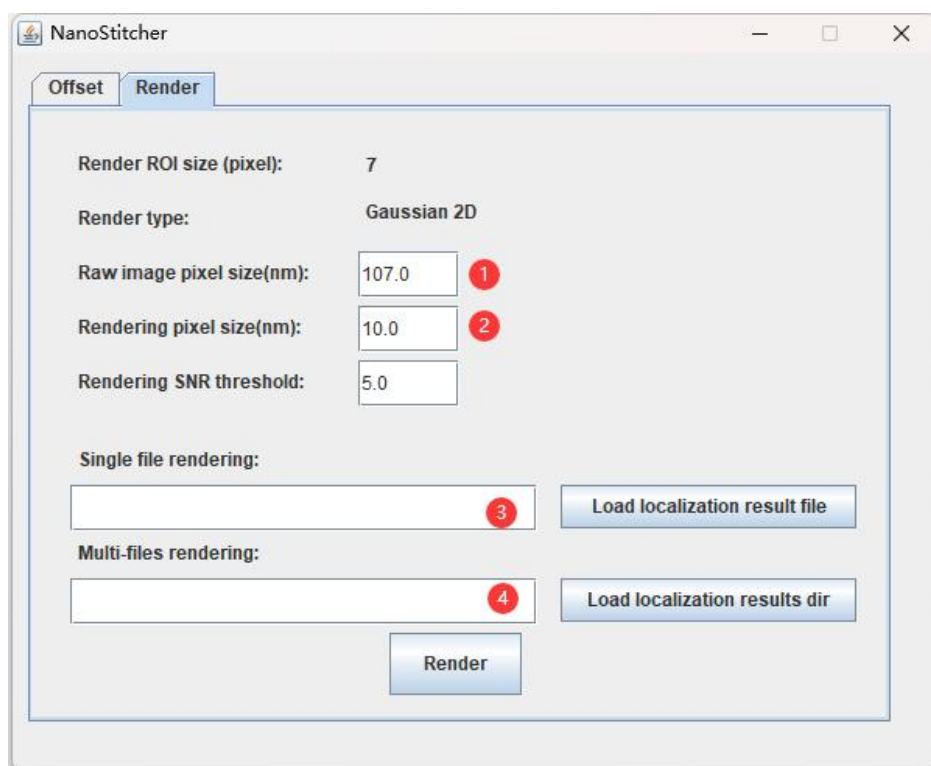 NanoStitcher
Offset Render
Render ROI size (pixel): 7
Render type: Gaussian 2D
Raw image pixel size(nm): 107.0 1
Rendering pixel size(nm): 10.0 2
Rendering SNR threshold: 5.0
Single file rendering:
3 Load localization result file
Multi-files rendering:
4 Load localization results dir
Render